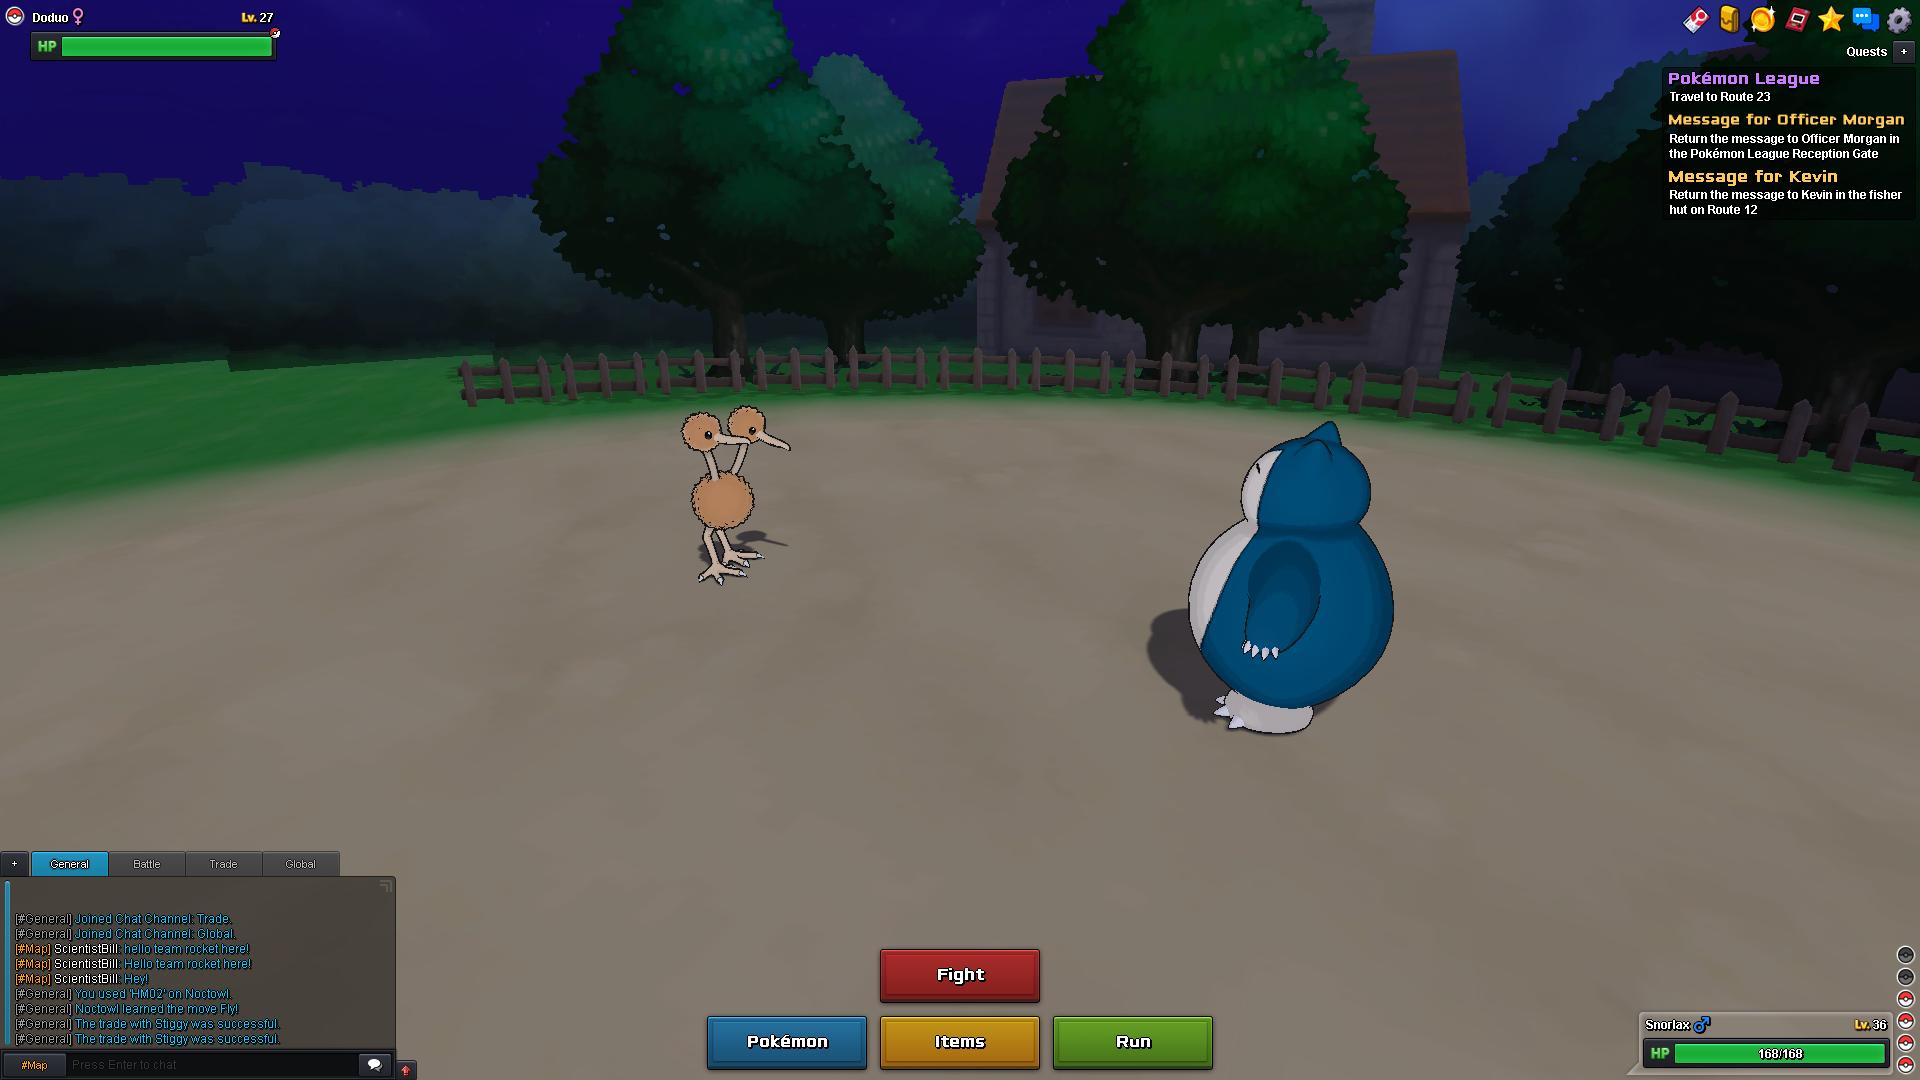 Doduo♀ Lv. 27
HP
Quests +
Pokémon League
Travel to Route 23
Message for Officer Morgan
Return the message to Officer Morgan in
the Pokémon League Reception Gate
Message for Kevin
Return the message to Kevin in the fisher
hut on Route 12
+ General Battle Trade Global
[#General] Joined Chat Channel: Trade.
[#General] Joined Chat Channel: Global.
[#Map] ScientistBill: hello team rocket here!
[#Map] ScientistBill: Hello team rocket here!
[#Map] ScientistBill: Hey!
[#General] You used 'HM02' on Noctowl.
[#General] Noctowl learned the move Fly!
[#General] The trade with Stiggy was successful.
[#General] The trade with Stiggy was successful.
#Map Press Enter to chat
Fight
Pokémon Items Run
Snorlax♂ Lv. 36
HP 168/168